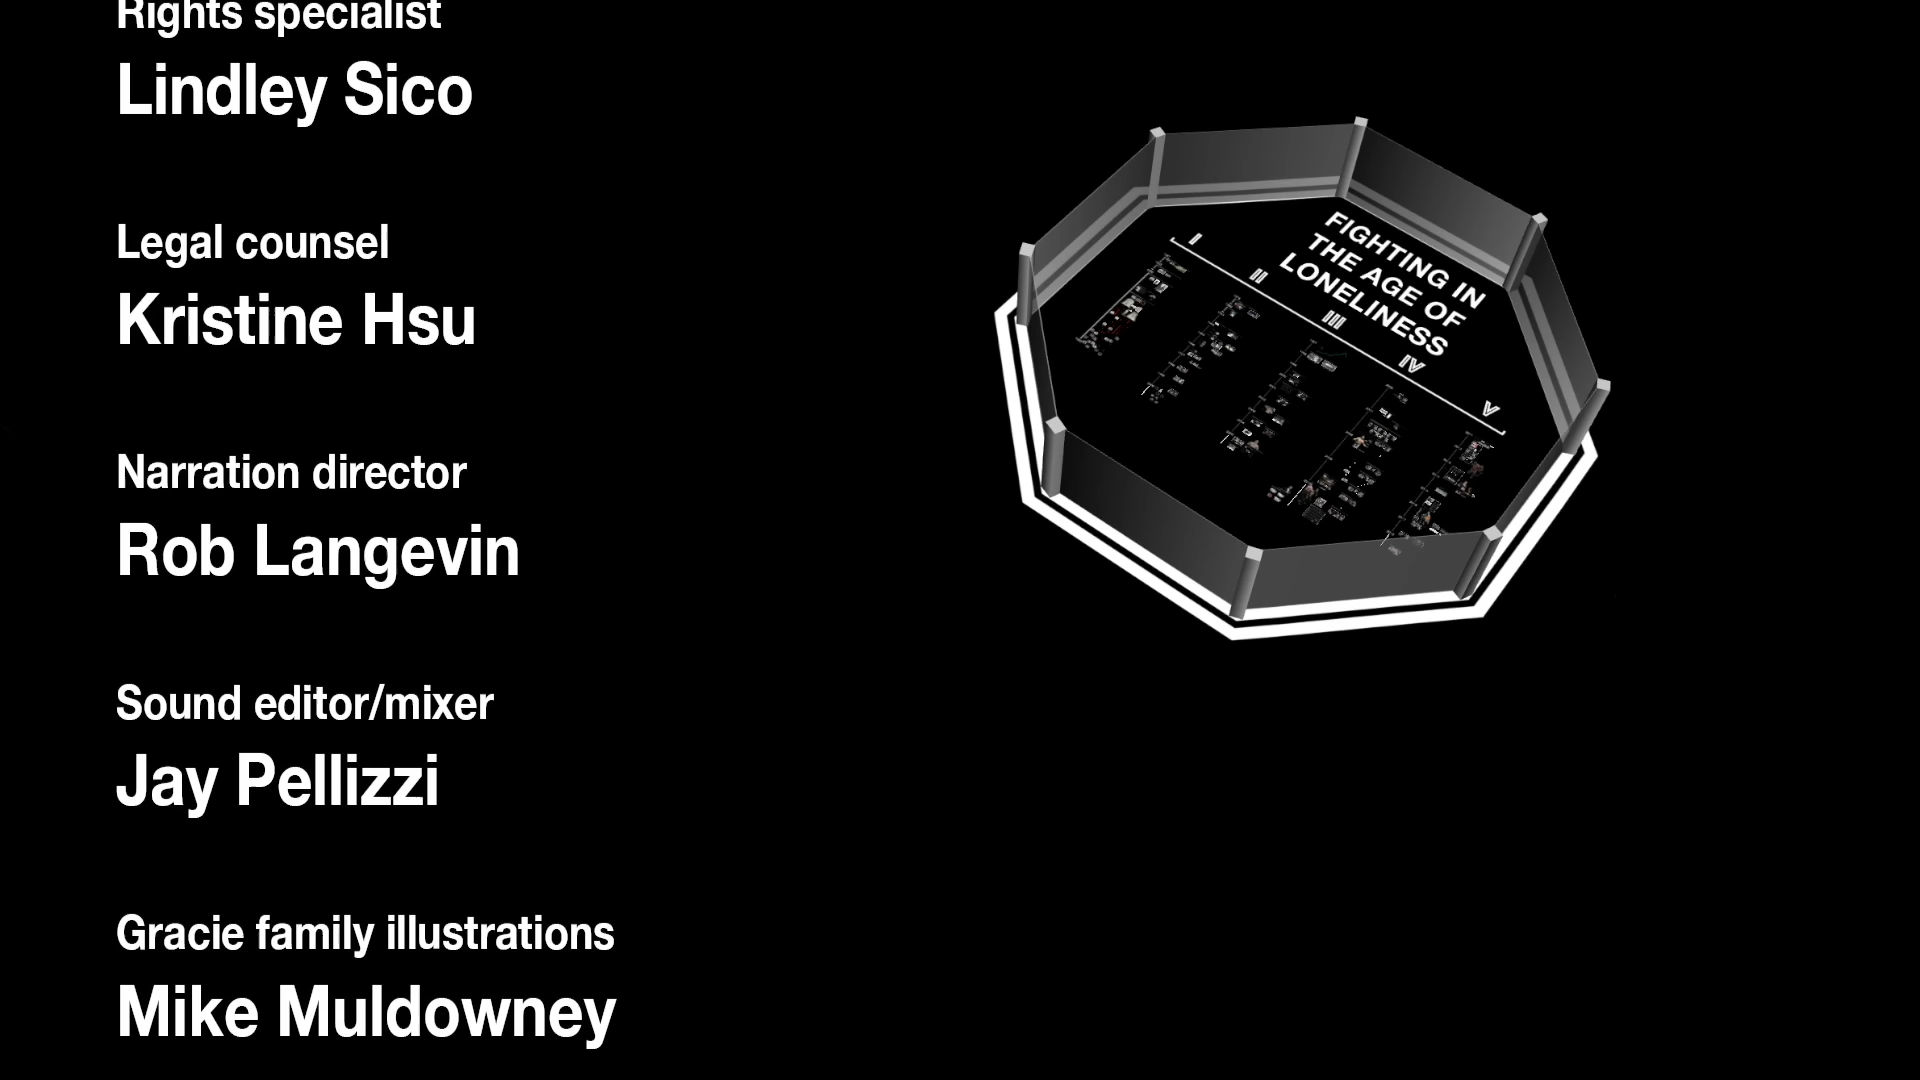 Rights specialist
Lindley Sico
Legal counsel
Kristine Hsu
Narration director
Rob Langevin
Sound editor/mixer
Jay Pellizzi
Gracie family illustrations
Mike Muldowney
FIGHTING IN
THE AGE OF
LONELINESS
I
II
III
IV
V